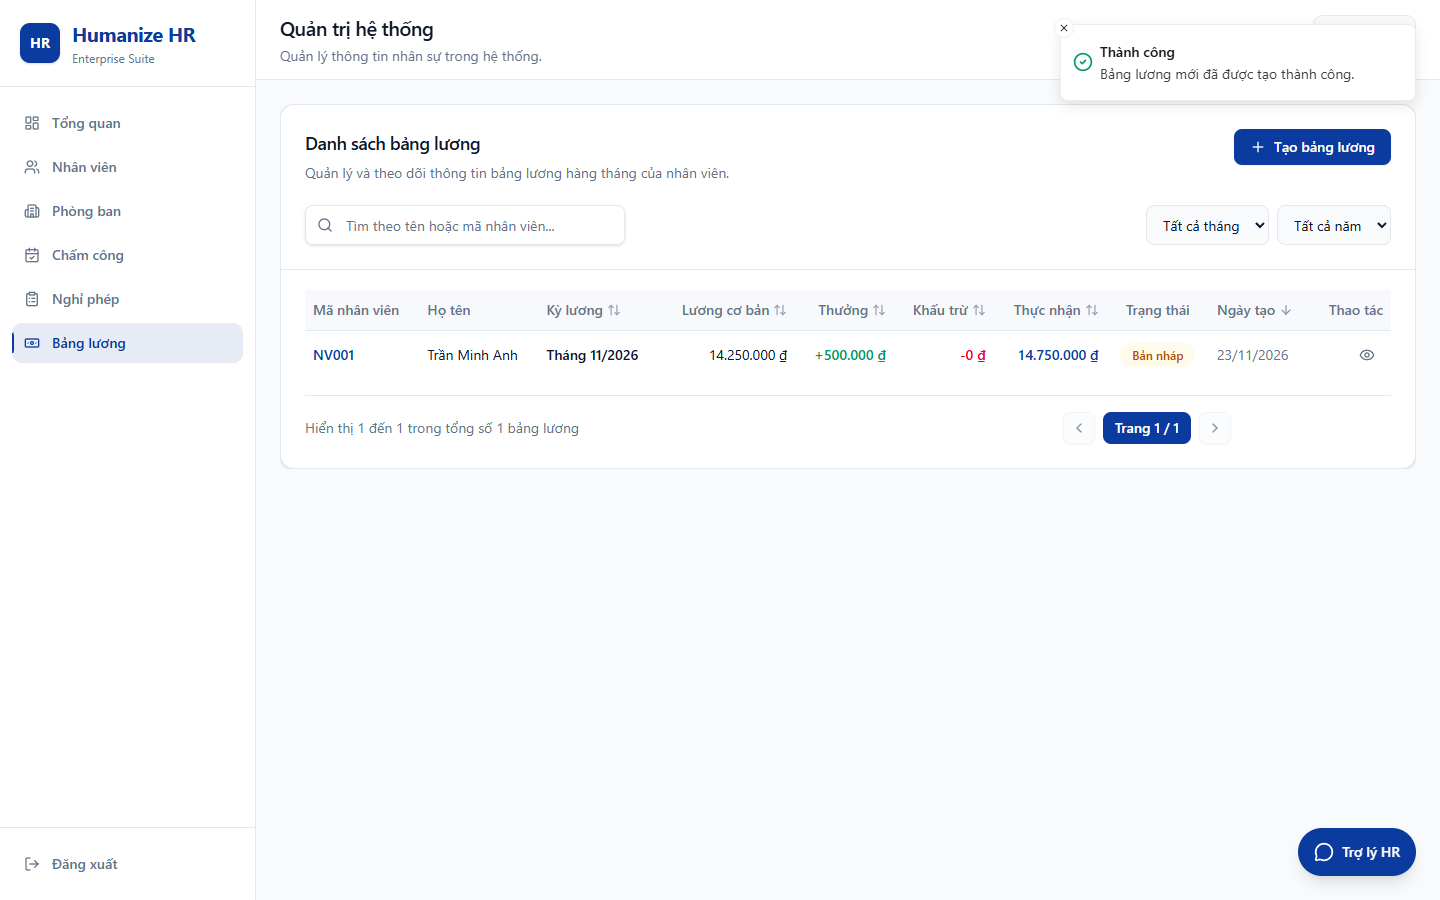 HR
Humanize HR
Enterprise Suite
Tổng quan
Nhân viên
Phòng ban
Chấm công
Nghỉ phép
Bảng lương
Đăng xuất
Quản trị hệ thống
Quản lý thông tin nhân sự trong hệ thống.
Thành công
Bảng lương mới đã được tạo thành công.
Danh sách bảng lương
Quản lý và theo dõi thông tin bảng lương hàng tháng của nhân viên.
Tạo bảng lương
Tìm theo tên hoặc mã nhân viên...
Tất cả tháng
Tất cả năm
Mã nhân viên Họ tên Kỳ lương Lương cơ bản Thưởng Khấu trừ Thực nhận Trạng thái Ngày tạo Thao tác
NV001 Trần Minh Anh Tháng 11/2026 14.250.000 ₫ +500.000 ₫ -0 ₫ 14.750.000 ₫ Bản nháp 23/11/2026
Hiển thị 1 đến 1 trong tổng số 1 bảng lương
Trang 1 / 1
Trợ lý HR